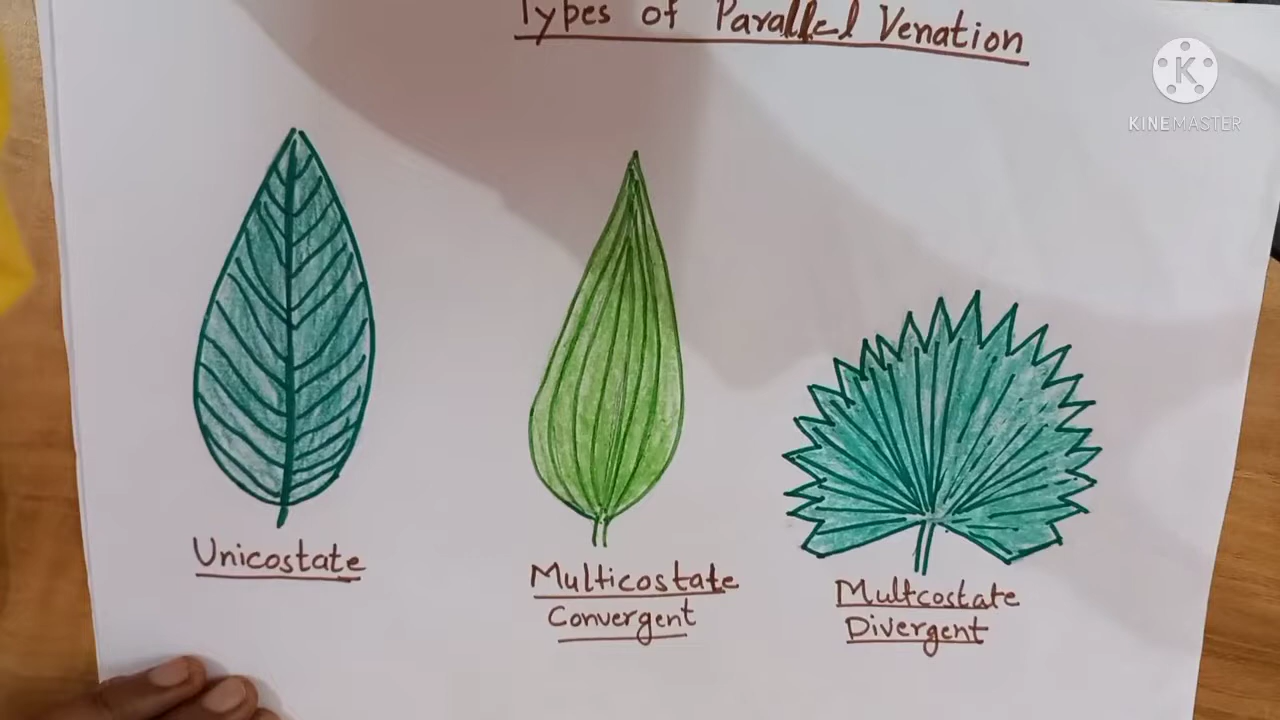 Types of Parallel Venation
K
KINEMASTER
Unicostate
Multicostate
Convergent
Multcostate
Divergent